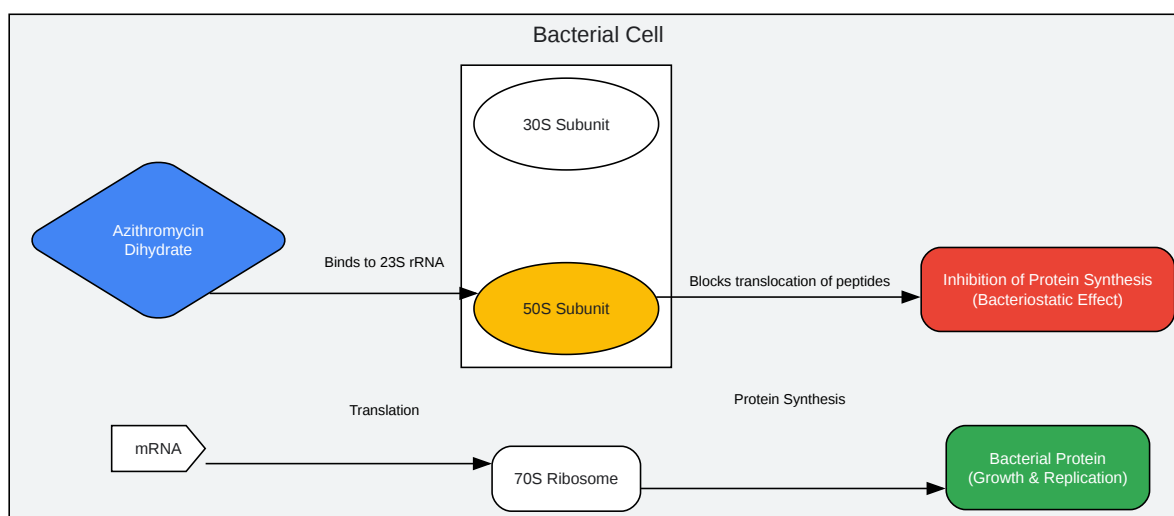 Bacterial Cell
30S Subunit
Azithromycin
Dihydrate
Binds to 23S rRNA
50S Subunit
Blocks translocation of peptides
Inhibition of Protein Synthesis
(Bacteriostatic Effect)
Translation
Protein Synthesis
mRNA
70S Ribosome
Bacterial Protein
(Growth & Replication)